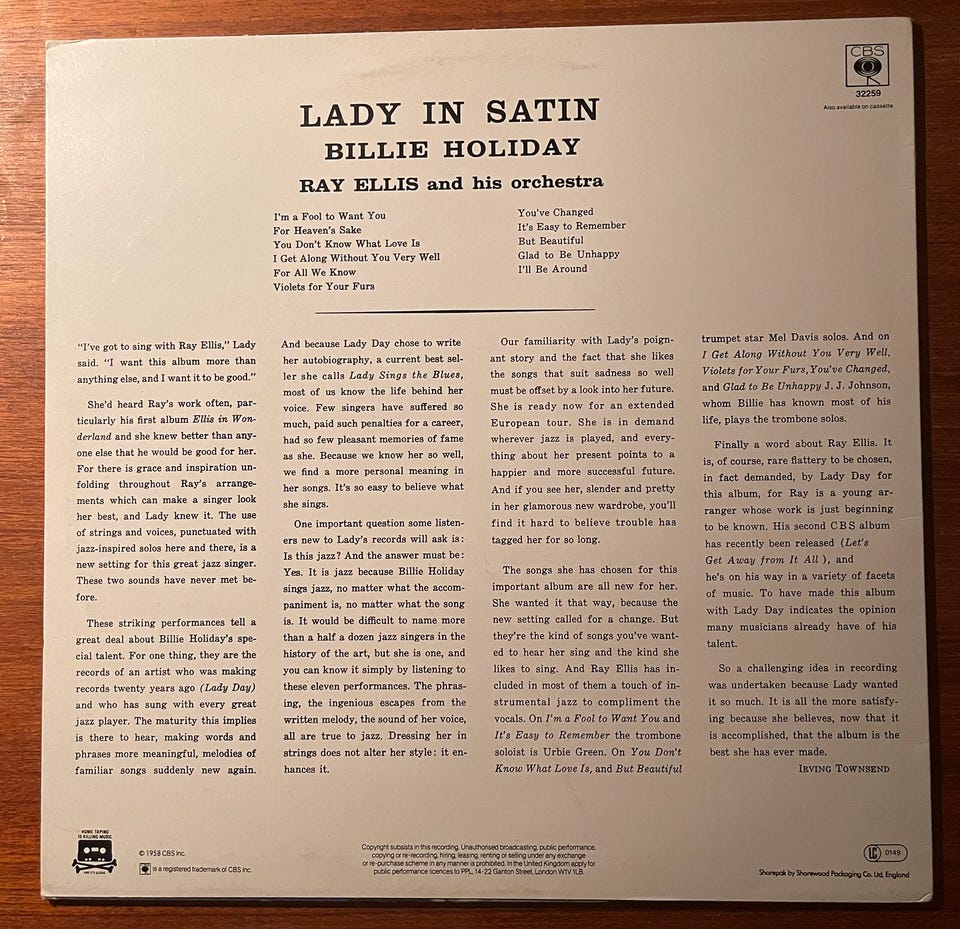 CBS
32259
Also available on cassette
LADY IN SATIN
BILLIE HOLIDAY
RAY ELLIS and his orchestra
I'm a Fool to Want You
For Heaven's Sake
You Don't Know What Love Is
I Get Along Without You Very Well
For All We Know
Violets for Your Furs
You've Changed
It's Easy to Remember
But Beautiful
Glad to Be Unhappy
I'll Be Around
“I've got to sing with Ray Ellis,” Lady
said. “I want this album more than
anything else, and I want it to be good.”
She'd heard Ray's work often, par-
ticularly his first album Ellis in Won-
derland and she knew better than any-
one else that he would be good for her.
For there is grace and inspiration un-
folding throughout Ray's arrange-
ments which can make a singer look
her best, and Lady knew it. The use
of strings and voices, punctuated with
jazz-inspired solos here and there, is a
new setting for this great jazz singer.
These two sounds have never met be-
fore.
These striking performances tell a
great deal about Billie Holiday's spe-
cial talent. For one thing, they are the
records of an artist who was making
records twenty years ago (Lady Day)
and who has sung with every great
jazz player. The maturity this implies
is there to hear, making words and
phrases more meaningful, melodies of
familiar songs suddenly new again.
And because Lady Day chose to write
her autobiography, a current best sel-
ler she calls Lady Sings the Blues,
most of us know the life behind her
voice. Few singers have suffered so
much, paid such penalties for a career,
had so few pleasant memories of fame
as she. Because we know her so well,
we find a more personal meaning in
her songs. It's so easy to believe what
she sings.
One important question some listen-
ers new to Lady's records will ask is:
Is this jazz? And the answer must be:
Yes. It is jazz because Billie Holiday
sings jazz, no matter what the accom-
paniment is, no matter what the song
is. It would be difficult to name more
than a half a dozen jazz singers in the
history of the art, but she is one, and
you can know it simply by listening to
these eleven performances. The phras-
ing, the ingenious escapes from the
written melody, the sound of her voice,
all are true to jazz. Dressing her in
strings does not alter her style: it en-
hances it.
Our familiarity with Lady's poign-
ant story and the fact that she likes
the songs that suit sadness so well
must be offset by a look into her future.
She is ready now for an extended
European tour. She is in demand
wherever jazz is played, and every-
thing about her present points to a
happier and more successful future.
And if you see her, slender and pretty
in her glamorous new wardrobe, you'll
find it hard to believe trouble has
tagged her for so long.
The songs she has chosen for this
important album are all new for her.
She wanted it that way, because the
new setting called for a change. But
they're the kind of songs you've want-
ed to hear her sing and the kind she
likes to sing. And Ray Ellis has in-
cluded in most of them a touch of in-
strumental jazz to compliment the
vocals. On I'm a Fool to Want You and
It's Easy to Remember the trombone
soloist is Urbie Green. On You Don't
Know What Love Is, and But Beautiful
trumpet star Mel Davis solos. And on
I Get Along Without You Very Well,
Violets for Your Furs, You've Changed,
and Glad to Be Unhappy J. J. Johnson,
whom Billie has known most of his
life, plays the trombone solos.
Finally a word about Ray Ellis. It
is, of course, rare flattery to be chosen,
in fact demanded, by Lady Day for
this album, for Ray is a young ar-
ranger whose work is just beginning
to be known. His second CBS album
has recently been released (Let's
Get Away from It All ), and
he's on his way in a variety of facets
of music. To have made this album
with Lady Day indicates the opinion
many musicians already have of his
talent.
So a challenging idea in recording
was undertaken because Lady wanted
it so much. It is all the more satisfy-
ing because she believes, now that it
is accomplished, that the album is the
best she has ever made.
IRVING TOWNSEND
HOME TAPING
IS KILLING MUSIC
AND IT'S ILLEGAL
© 1958 CBS Inc.
is a registered trademark of CBS Inc.
Copyright subsists in this recording. Unauthorised broadcasting, public performance,
copying or re-recording, hiring, leasing, renting or selling under any exchange
or re-purchase scheme in any manner is prohibited. In the United Kingdom apply for
public performance licences to PPL, 14-22 Ganton Street, London W1V 1LB.
LC 0149
Shorepak by Shorewood Packaging Co. Ltd, England